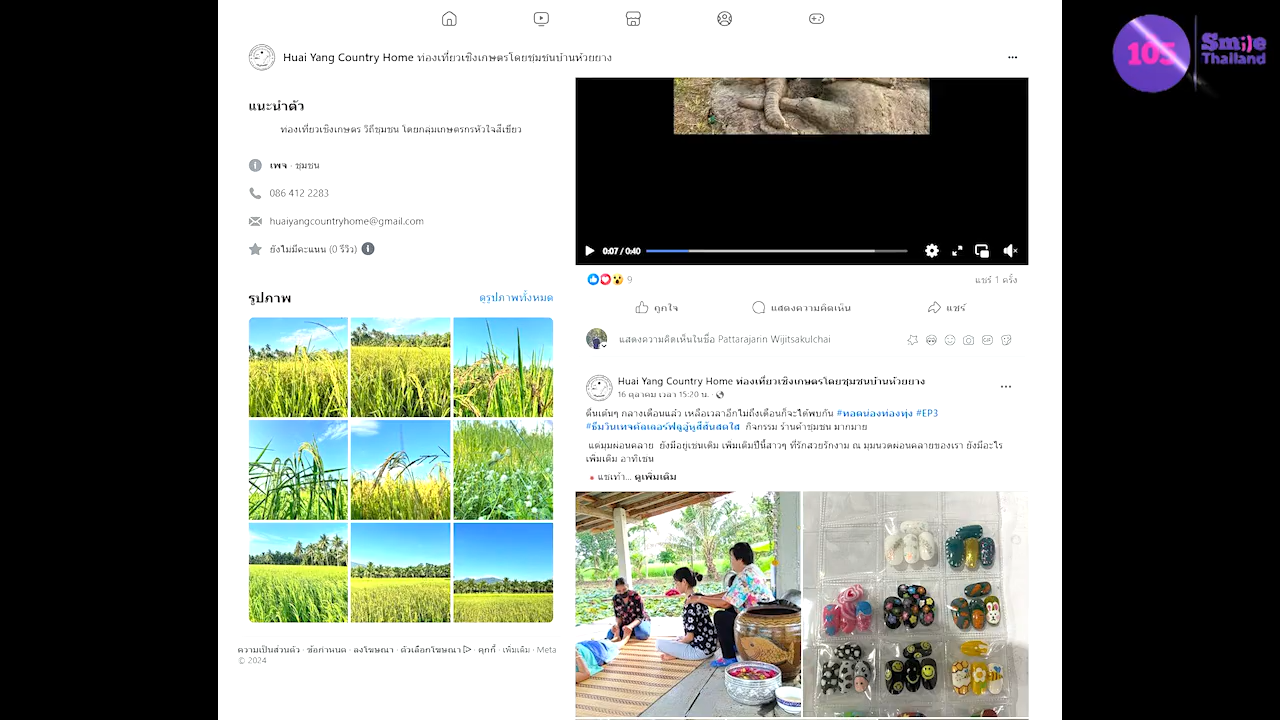 105
Smile
Thailand
Huai Yang Country Home ท่องเที่ยวเชิงเกษตรโดยชุมชนบ้านห้วยยาง
แนะนำตัว
ท่องเที่ยวเชิงเกษตร วิถีชุมชน โดยกลุ่มเกษตรกรหัวใจสีเขียว
เพจ · ชุมชน
086 412 2283
huaiyangcountryhome@gmail.com
ยังไม่มีคะแนน (0 รีวิว)
รูปภาพ
ดูรูปภาพทั้งหมด
ความเป็นส่วนตัว · ข้อกำหนด · ลงโฆษณา · ตัวเลือกโฆษณา · คุกกี้ · เพิ่มเติม · Meta
© 2024
0:07 / 0:40
9
แชร์ 1 ครั้ง
ถูกใจ
แสดงความคิดเห็น
แชร์
แสดงความคิดเห็นในชื่อ Pattarajarin Wijitsakulchai
Huai Yang Country Home ท่องเที่ยวเชิงเกษตรโดยชุมชนบ้านห้วยยาง
16 ตุลาคม เวลา 15:20 น. ·
ตื่นเต้นๆ กลางเดือนแล้ว เหลือเวลาอีกไม่ถึงเดือนก็จะได้พบกัน #ทอดน่องท่องทุ่ง #EP3
#ธีมวินเทจคัลเลอร์ฟูลอู้หูสีสันสดใส กิจกรรม ร้านค้าชุมชน มากมาย
แต่มุมผ่อนคลาย ยังมีอยู่เช่นเดิม เพิ่มเติมปีนี้สาวๆ ที่รักสวยรักงาม ณ มุมนวดผ่อนคลายของเรา ยังมีอะไร
เพิ่มเติม อาทิเช่น
แช่เท้า... ดูเพิ่มเติม